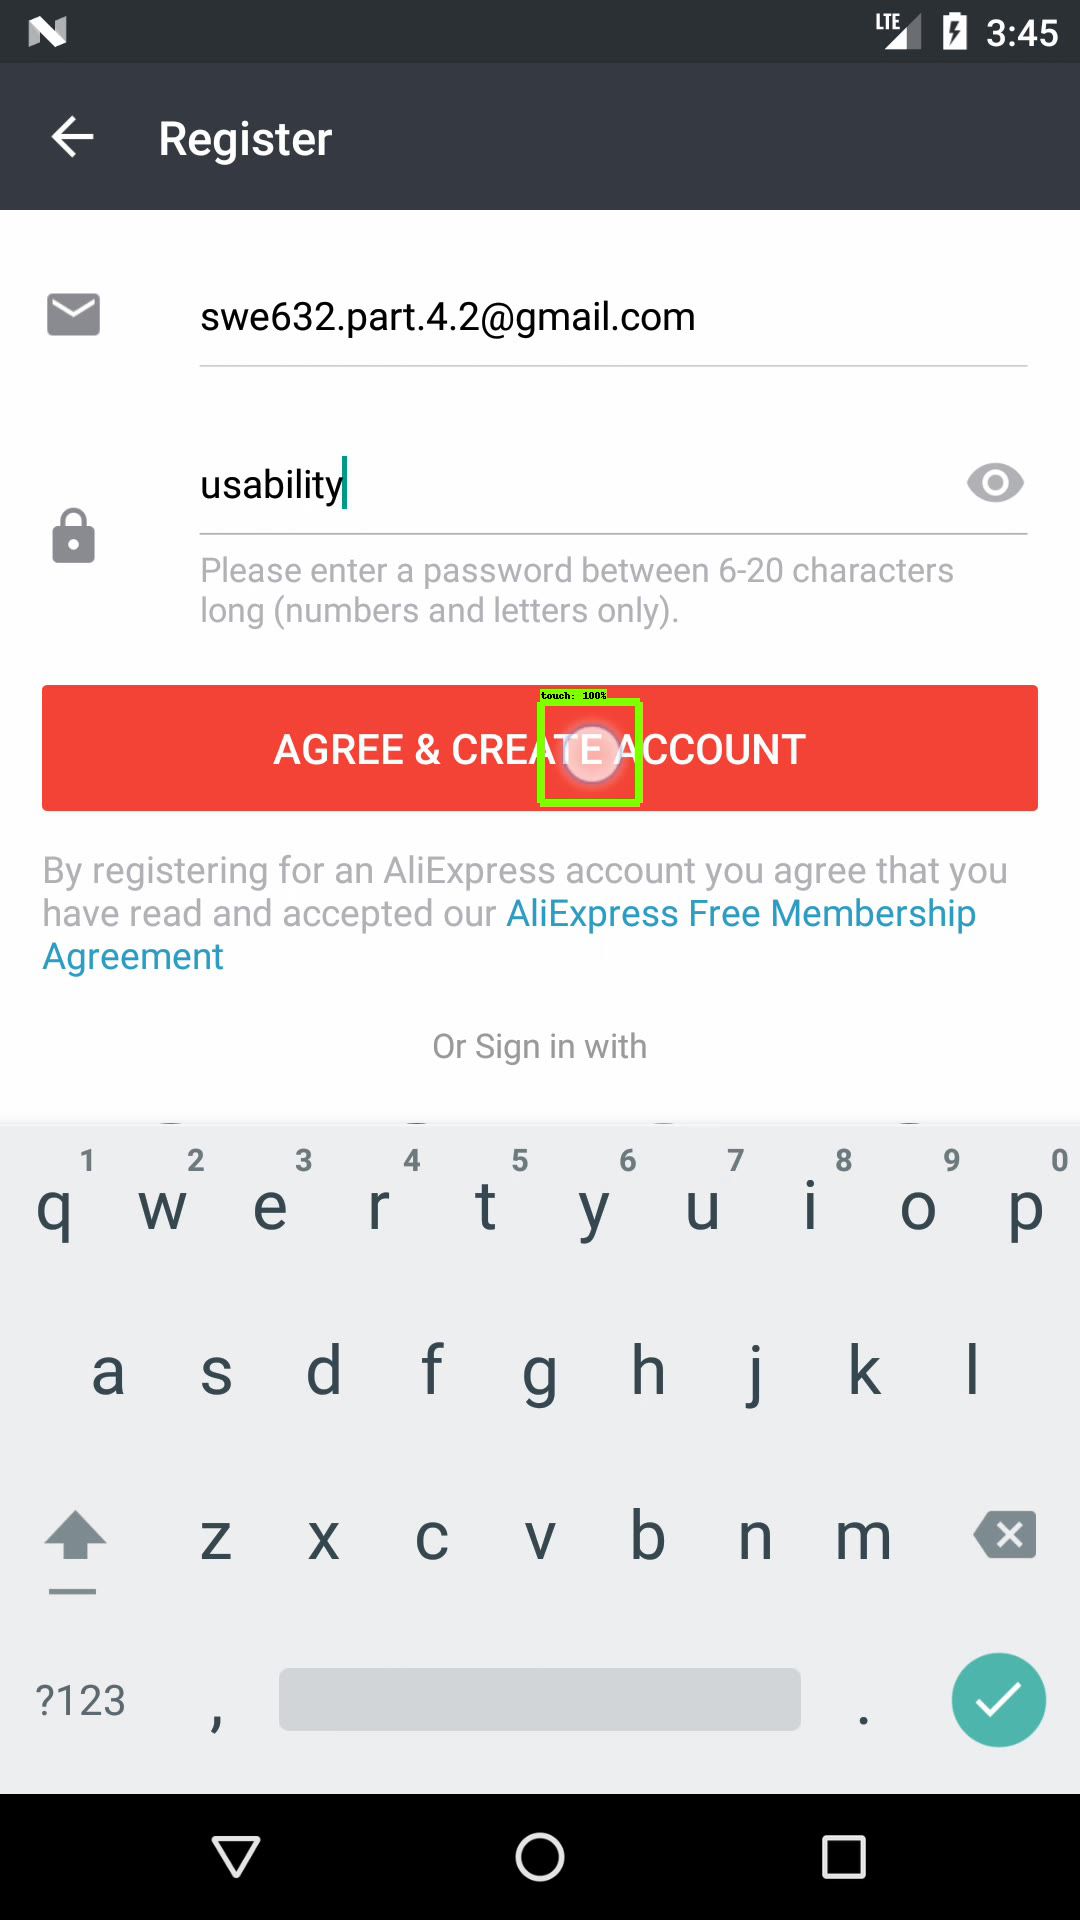 LTE 3:45
Register
swe632.part.4.2@gmail.com
usability
Please enter a password between 6-20 characters
long (numbers and letters only).
touch: 100%
AGREE & CREATE ACCOUNT
By registering for an AliExpress account you agree that you
have read and accepted our AliExpress Free Membership
Agreement
Or Sign in with
1 2 3 4 5 6 7 8 9 0
q w e r t y u i o p
a s d f g h j k l
z x c v b n m
?123 , .